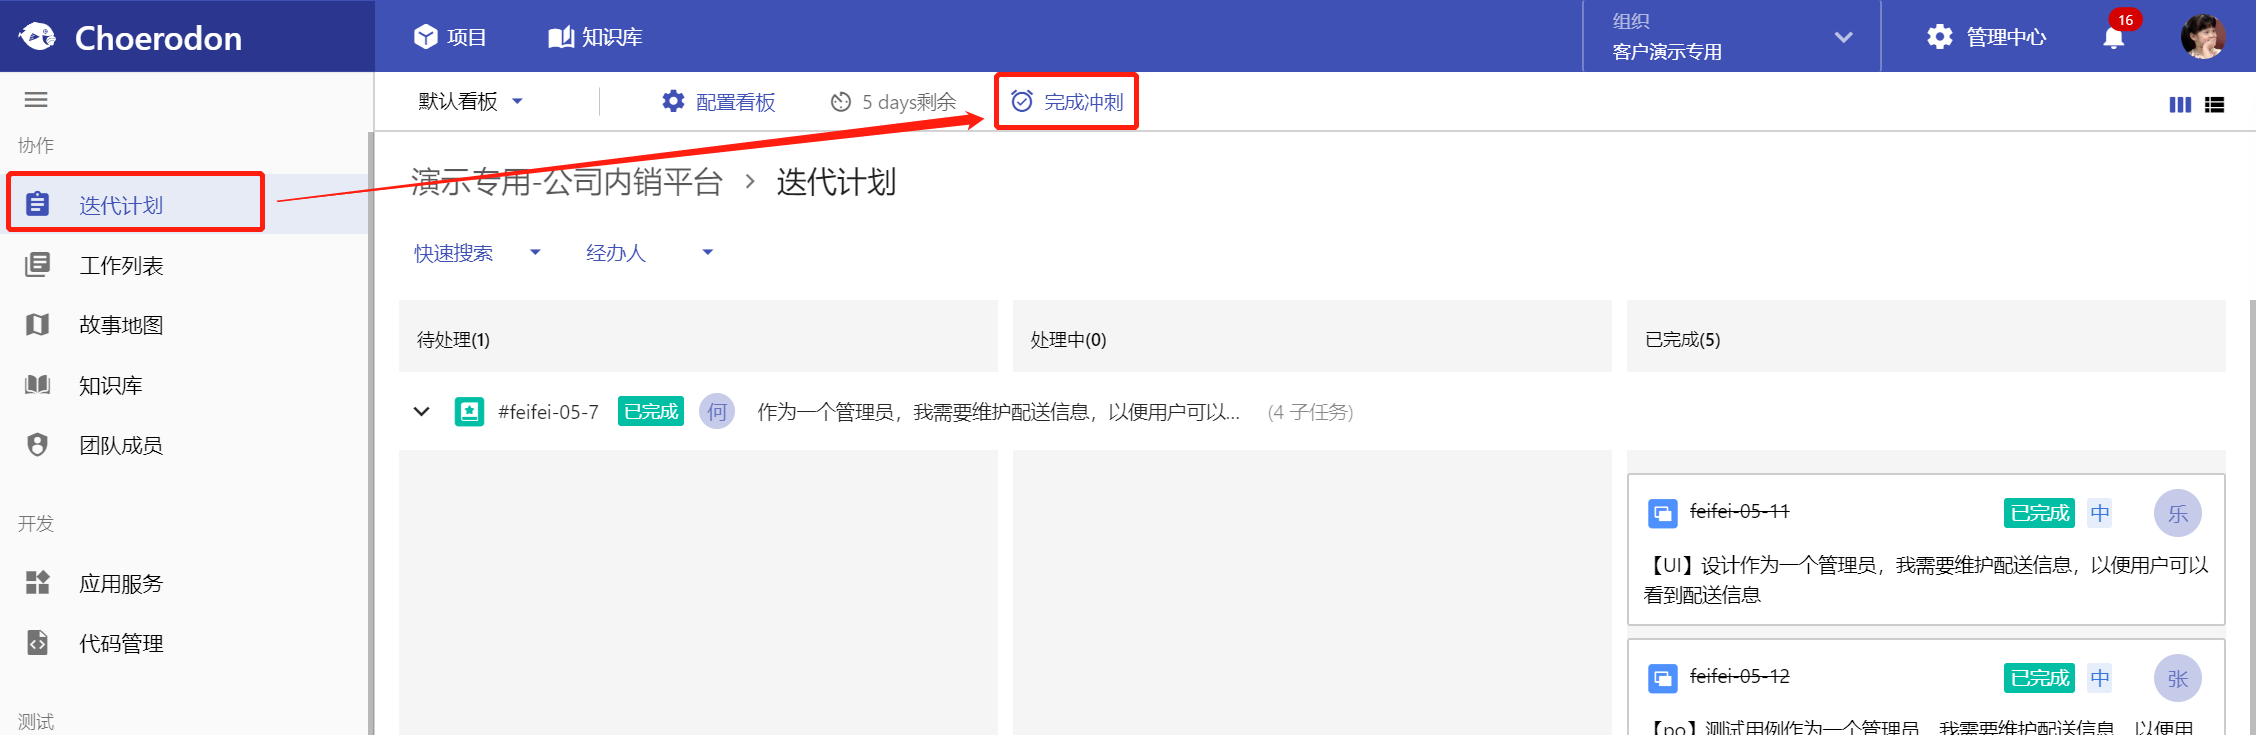 Choerodon
项目
知识库
组织
客户演示专用
管理中心
16
默认看板
配置看板
5 days剩余
完成冲刺
协作
迭代计划
工作列表
故事地图
知识库
团队成员
开发
应用服务
代码管理
测试
演示专用-公司内销平台 > 迭代计划
快速搜索
经办人
待处理(1)
处理中(0)
已完成(5)
#feifei-05-7
已完成
何
作为一个管理员，我需要维护配送信息，以便用户可以...
(4 子任务)
feifei-05-11
已完成
中
乐
【UI】设计作为一个管理员，我需要维护配送信息，以便用户可以
看到配送信息
feifei-05-12
已完成
中
张
【po】测试用例作为一个管理员，我需要维护配送信息，以便用